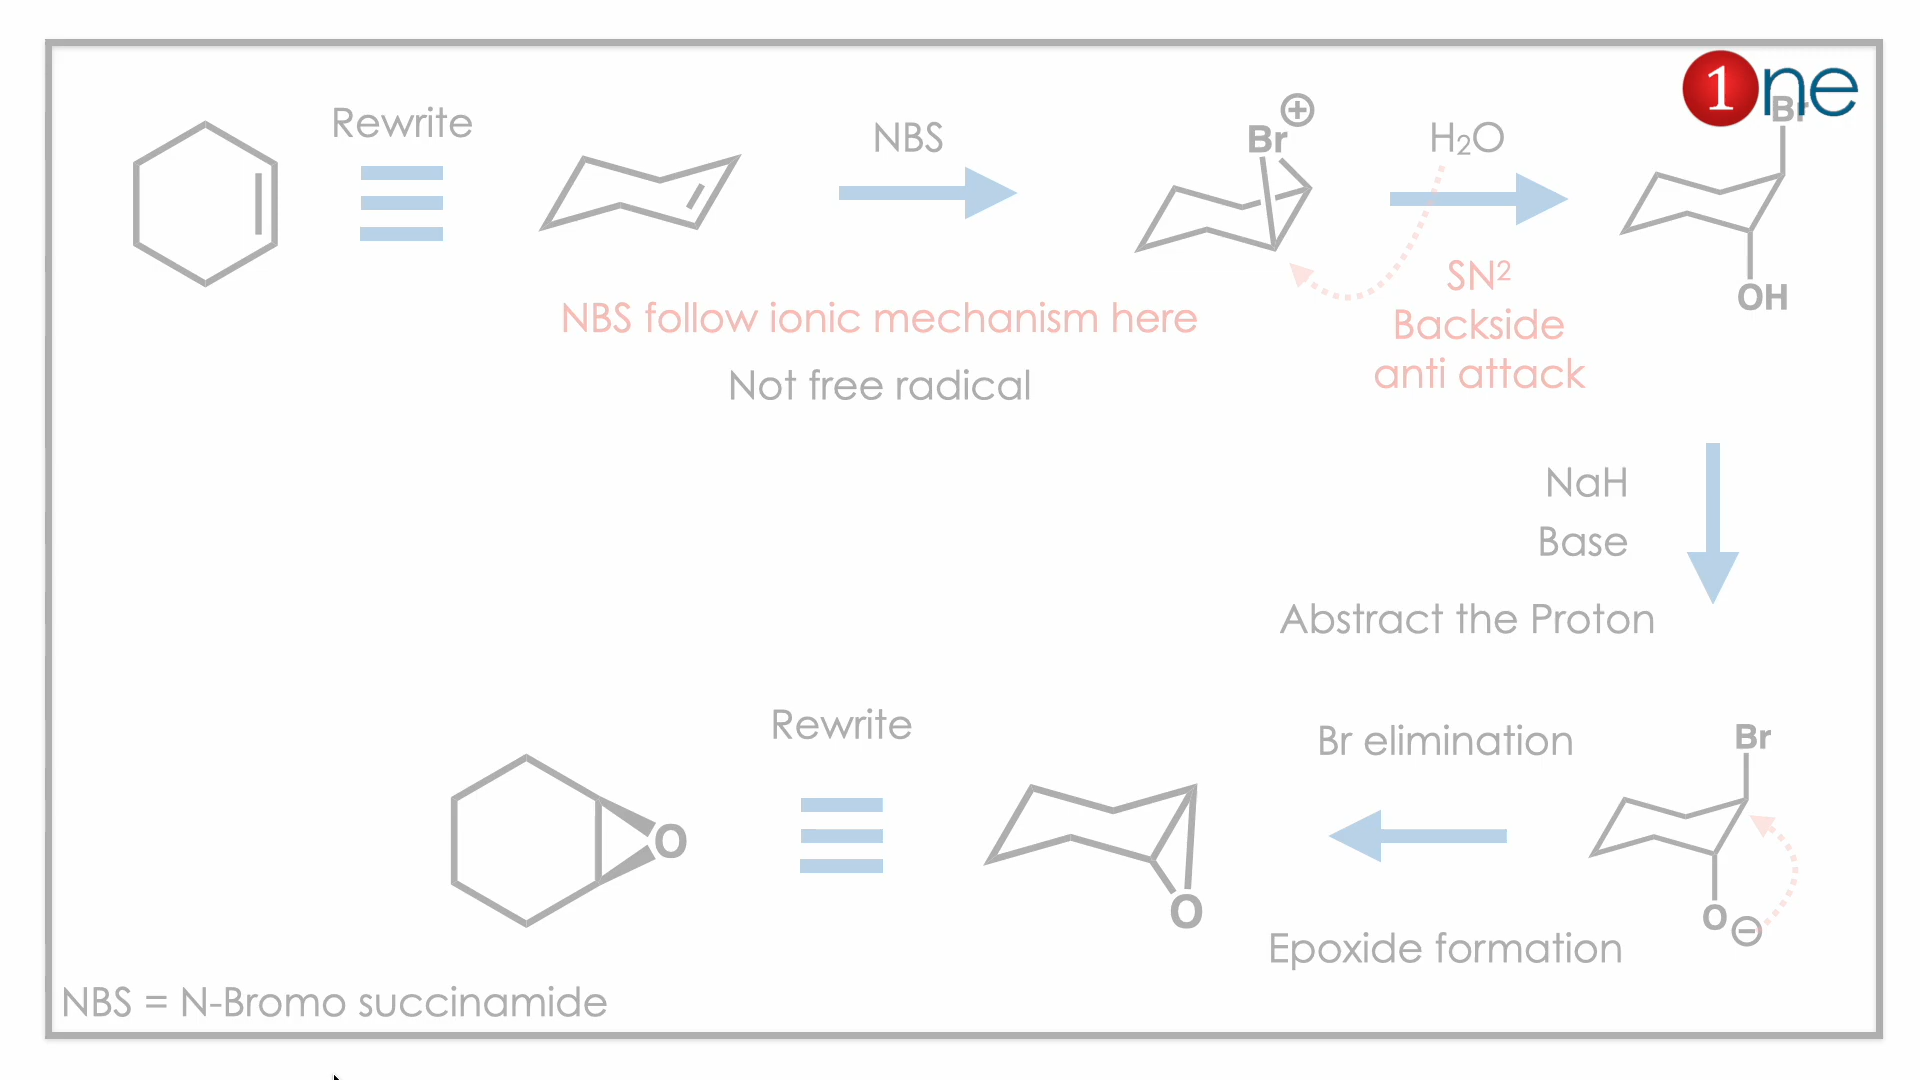 1ne
Rewrite
NBS
Br
⊕
H₂O
Br
OH
NBS follow ionic mechanism here
Not free radical
SN²
Backside
anti attack
NaH
Base
Abstract the Proton
Rewrite
Br elimination
Br
O
O
O
⊖
Epoxide formation
NBS = N-Bromo succinamide